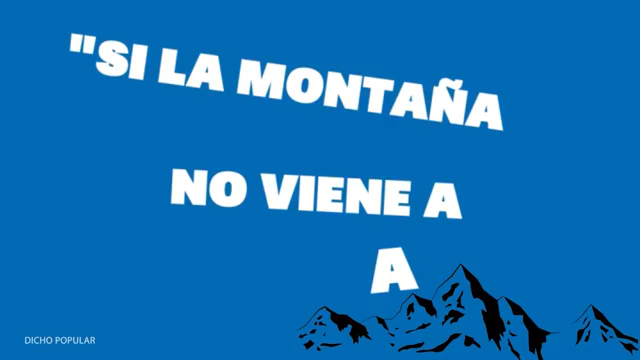 "SI LA MONTAÑA
NO VIENE A
A
DICHO POPULAR